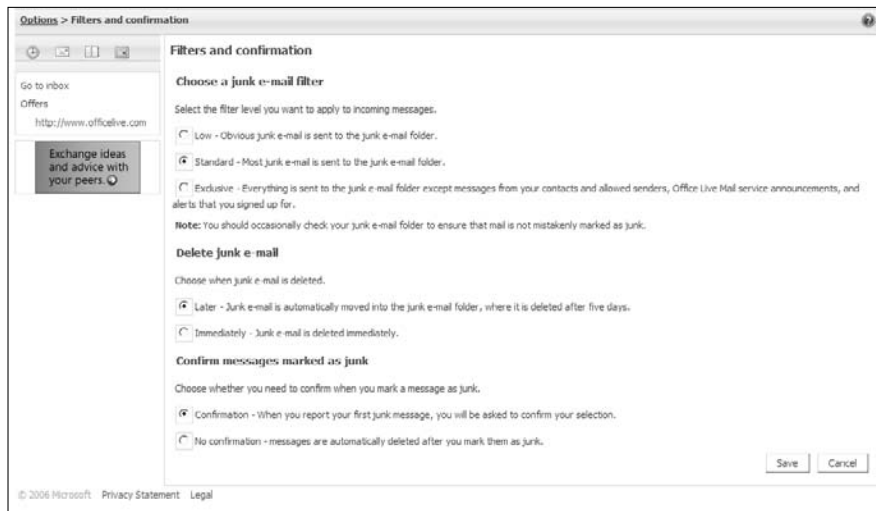 Options > Filters and confirmation
Go to inbox
Offers
http://www.officelive.com
Exchange ideas
and advice with
your peers.
Filters and confirmation
Choose a junk e-mail filter
Select the filter level you want to apply to incoming messages.
Low - Obvious junk e-mail is sent to the junk e-mail folder.
Standard - Most junk e-mail is sent to the junk e-mail folder.
Exclusive - Everything is sent to the junk e-mail folder except messages from your contacts and allowed senders, Office Live Mail service announcements, and
alerts that you signed up for.
Note: You should occasionally check your junk e-mail folder to ensure that mail is not mistakenly marked as junk.
Delete junk e-mail
Choose when junk e-mail is deleted.
Later - Junk e-mail is automatically moved into the junk e-mail folder, where it is deleted after five days.
Immediately - Junk e-mail is deleted immediately.
Confirm messages marked as junk
Choose whether you need to confirm when you mark a message as junk.
Confirmation - When you report your first junk message, you will be asked to confirm your selection.
No confirmation - messages are automatically deleted after you mark them as junk.
Save Cancel
© 2006 Microsoft Privacy Statement Legal